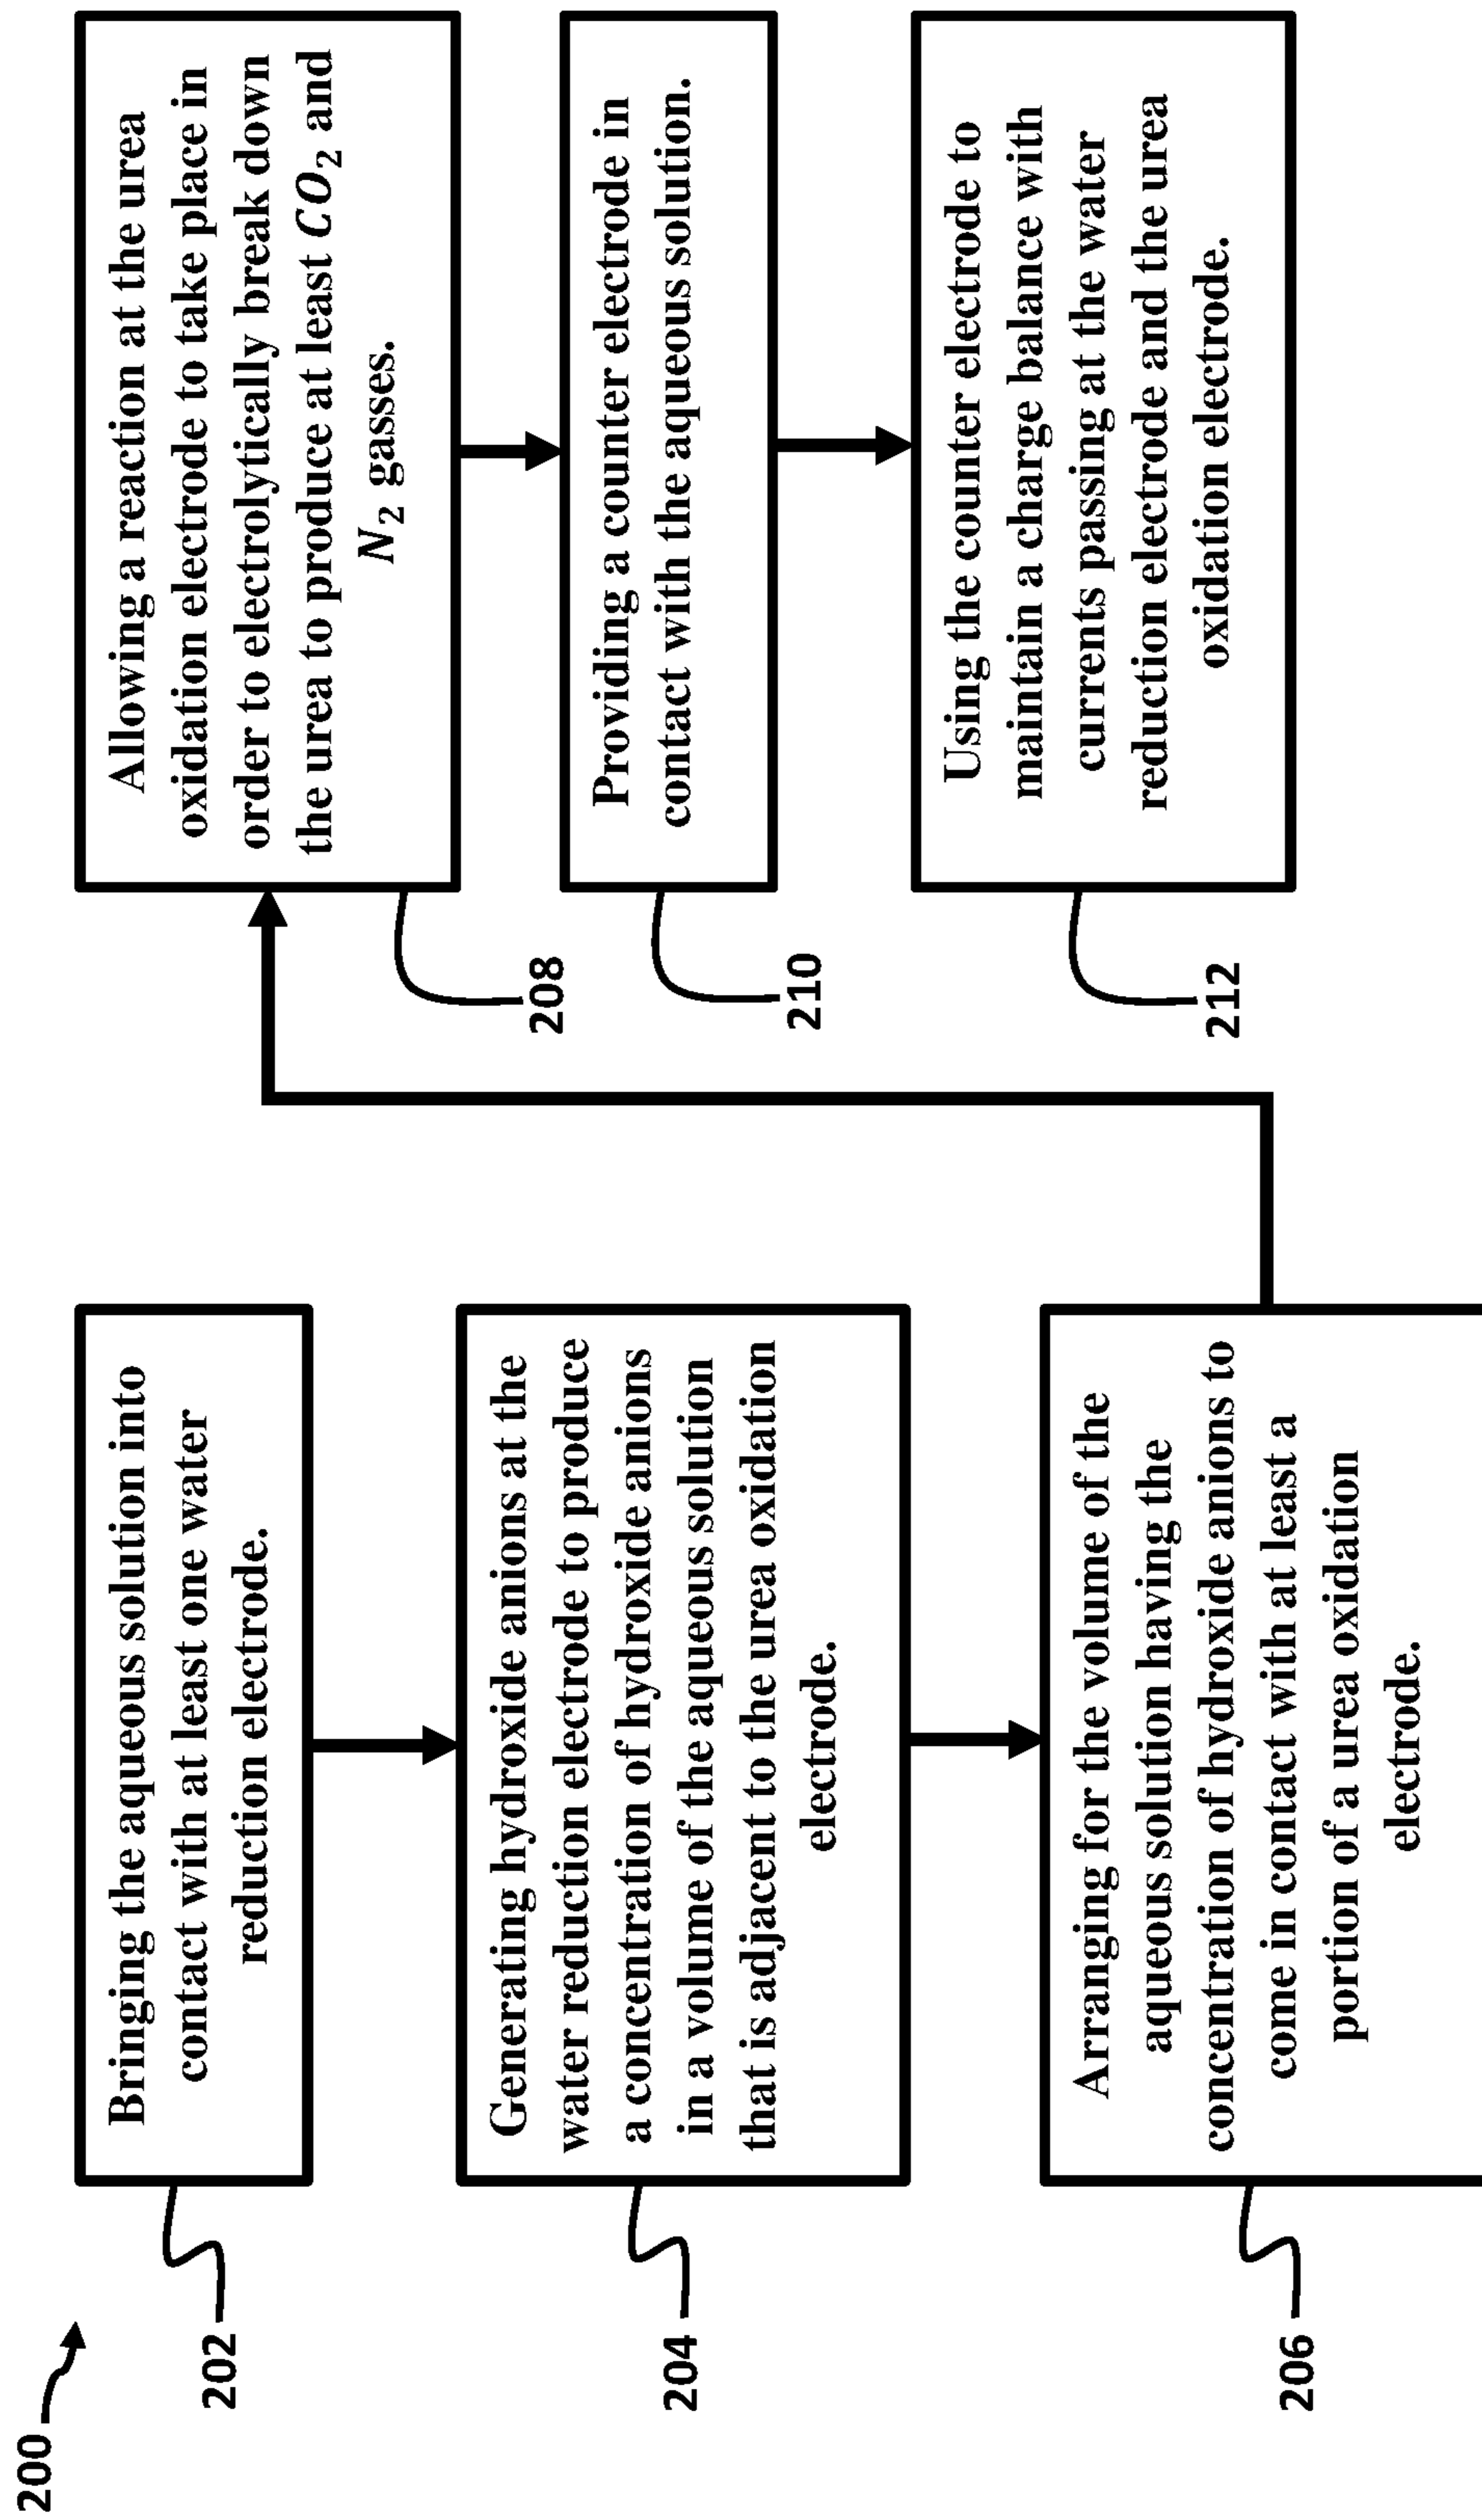 200
202
Bringing the aqueous solution into
contact with at least one water
reduction electrode.
204
Generating hydroxide anions at the
water reduction electrode to produce
a concentration of hydroxide anions
in a volume of the aqueous solution
that is adjacent to the urea oxidation
electrode.
206
Arranging for the volume of the
aqueous solution having the
concentration of hydroxide anions to
come in contact with at least a
portion of a urea oxidation
electrode.
208
Allowing a reaction at the urea
oxidation electrode to take place in
order to electrolytically break down
the urea to produce at least CO₂ and
N₂ gasses.
210
Providing a counter electrode in
contact with the aqueous solution.
212
Using the counter electrode to
maintain a charge balance with
currents passing at the water
reduction electrode and the urea
oxidation electrode.